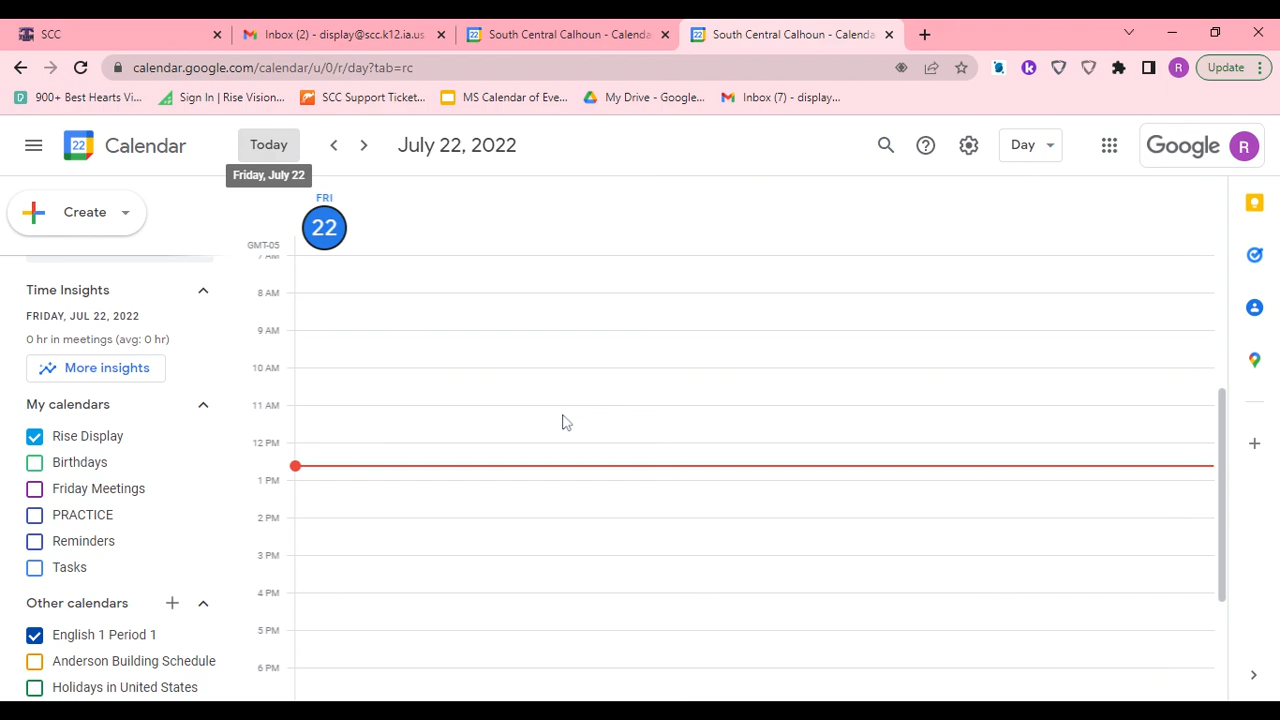 SCC
Inbox (2) - display@scc.k12.ia.us
South Central Calhoun - Calenda
South Central Calhoun - Calenda
calendar.google.com/calendar/u/0/r/day?tab=rc
R
Update
900+ Best Hearts Vi...
Sign In | Rise Vision...
SCC Support Ticket...
MS Calendar of Eve...
My Drive - Google...
Inbox (7) - display...
22
Calendar
Today
July 22, 2022
Day
Google
R
Friday, July 22
Create
FRI
22
GMT-05
7 AM
8 AM
9 AM
10 AM
11 AM
12 PM
1 PM
2 PM
3 PM
4 PM
5 PM
6 PM
Time Insights
FRIDAY, JUL 22, 2022
0 hr in meetings (avg: 0 hr)
More insights
My calendars
Rise Display
Birthdays
Friday Meetings
PRACTICE
Reminders
Tasks
Other calendars
English 1 Period 1
Anderson Building Schedule
Holidays in United States